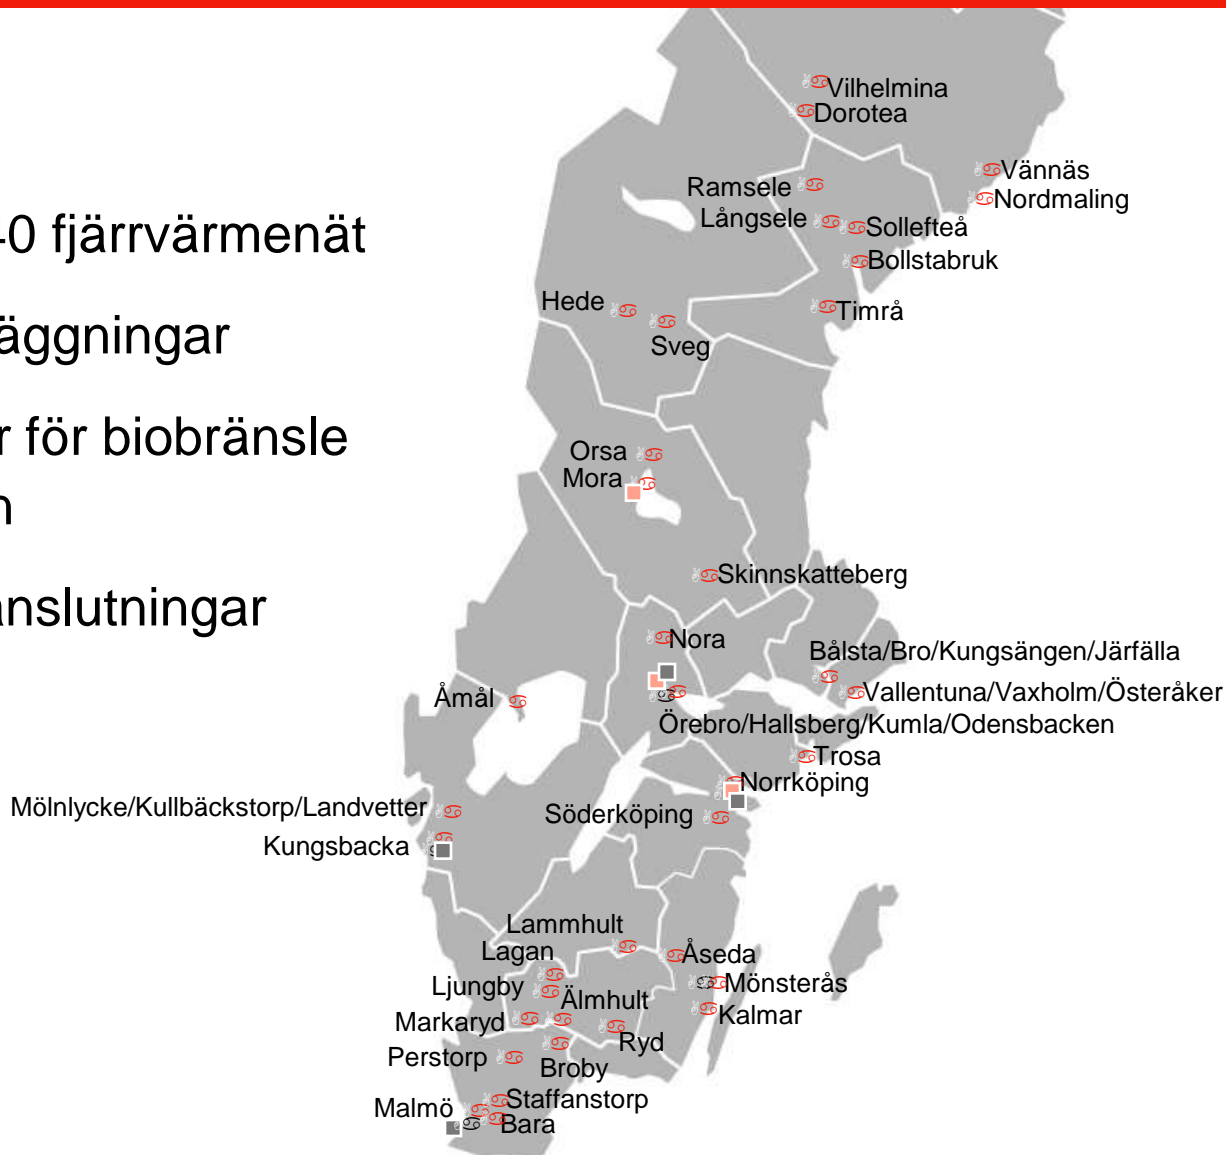 40 fjärrvärmenät
äggningar
r för biobränsle
n
anslutningar
Vilhelmina
Dorotea
Vännäs
Nordmaling
Ramsele
Långsele
Sollefteå
Bollstabruk
Hede
Timrå
Sveg
Orsa
Mora
Skinnskatteberg
Nora
Bålsta/Bro/Kungsängen/Järfälla
Åmål
Vallentuna/Vaxholm/Österåker
Örebro/Hallsberg/Kumla/Odensbacken
Trosa
Norrköping
Mölnlycke/Kullbäckstorp/Landvetter
Söderköping
Kungsbacka
Lammhult
Lagan
Åseda
Ljungby
Älmhult
Mönsterås
Markaryd
Kalmar
Ryd
Perstorp
Broby
Malmö
Staffanstorp
Bara